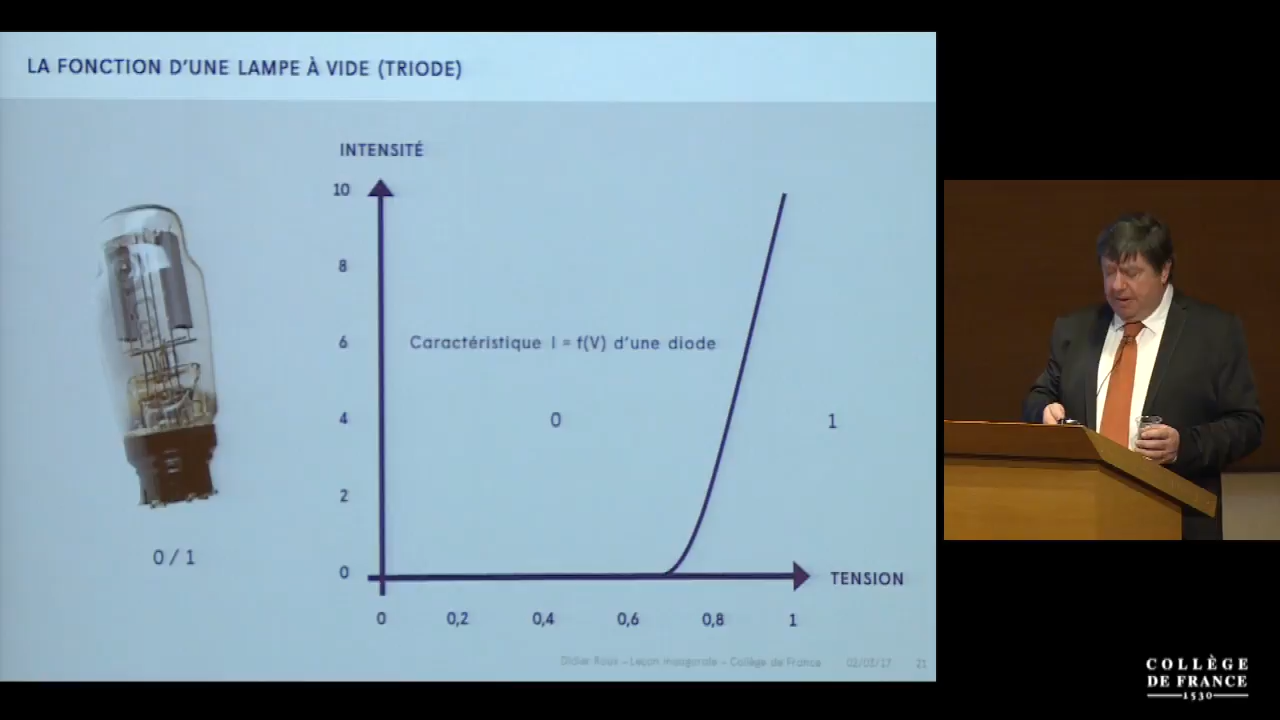 LA FONCTION D'UNE LAMPE À VIDE (TRIODE)
INTENSITÉ
10
8
6
4
2
0
Caractéristique I = f(V) d'une diode
0
1
0 / 1
TENSION
0
0,2
0,4
0,6
0,8
1
Didier Roux – Leçon inaugurale – Collège de France
02/03/17
21
COLLÈGE
DE FRANCE
1530